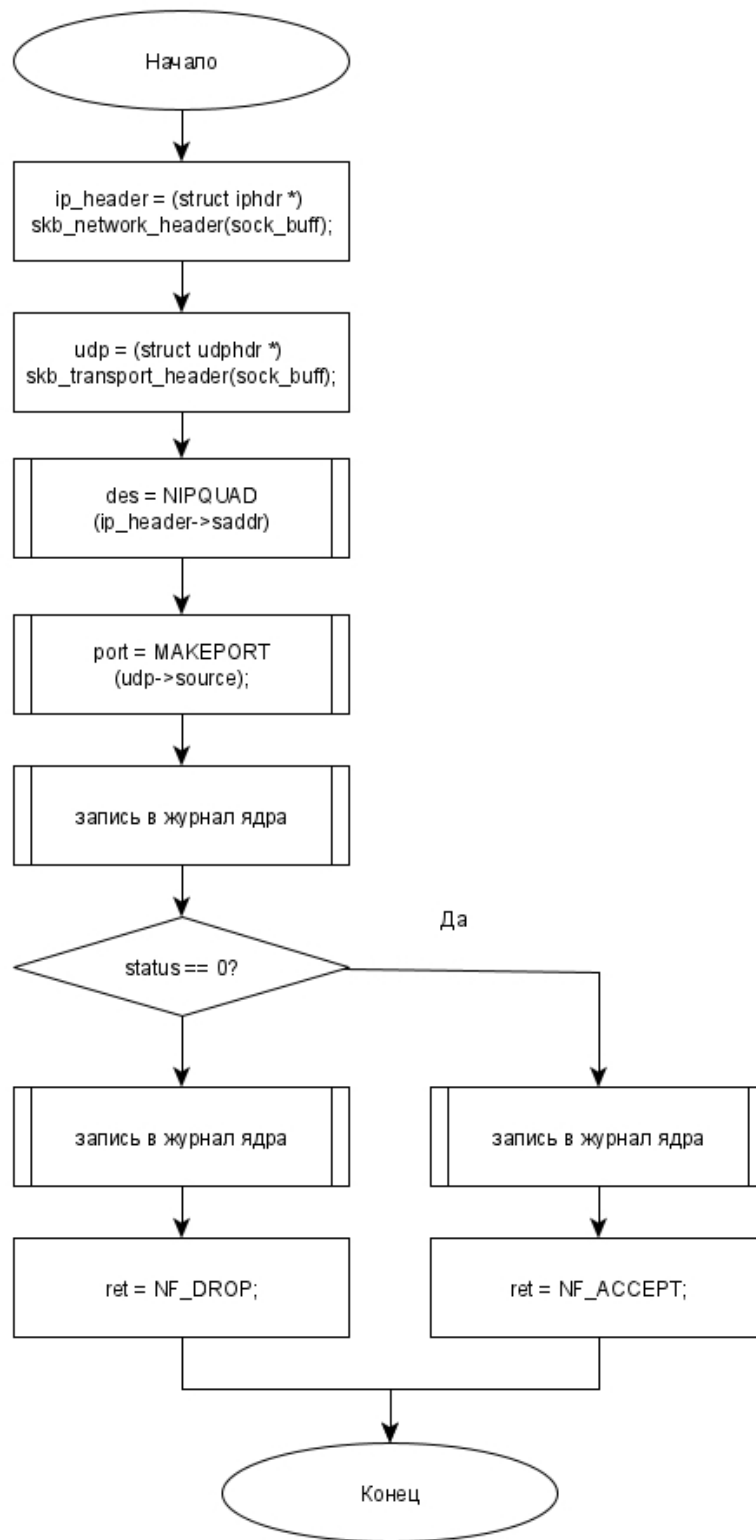 Начало
ip_header = (struct iphdr *)
skb_network_header(sock_buff);
udp = (struct udphdr *)
skb_transport_header(sock_buff);
des = NIPQUAD
(ip_header->saddr)
port = MAKEPORT
(udp->source);
запись в журнал ядра
Да
status == 0?
запись в журнал ядра
запись в журнал ядра
ret = NF_DROP;
ret = NF_ACCEPT;
Конец